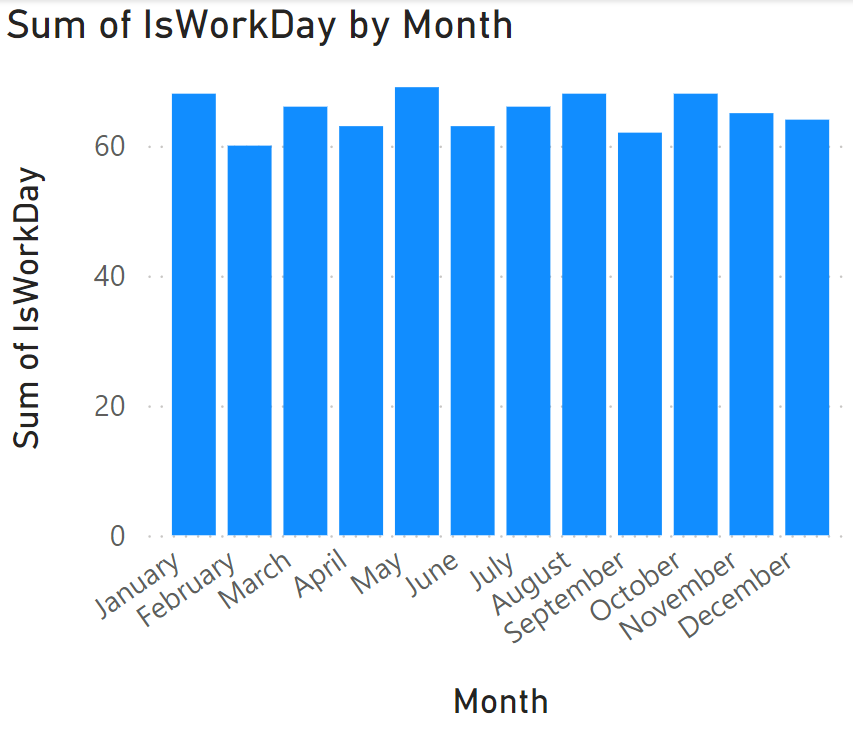 Sum of IsWorkDay by Month
Sum of IsWorkDay
60
40
20
0
January
February
March
April
May
June
July
August
September
October
November
December
Month